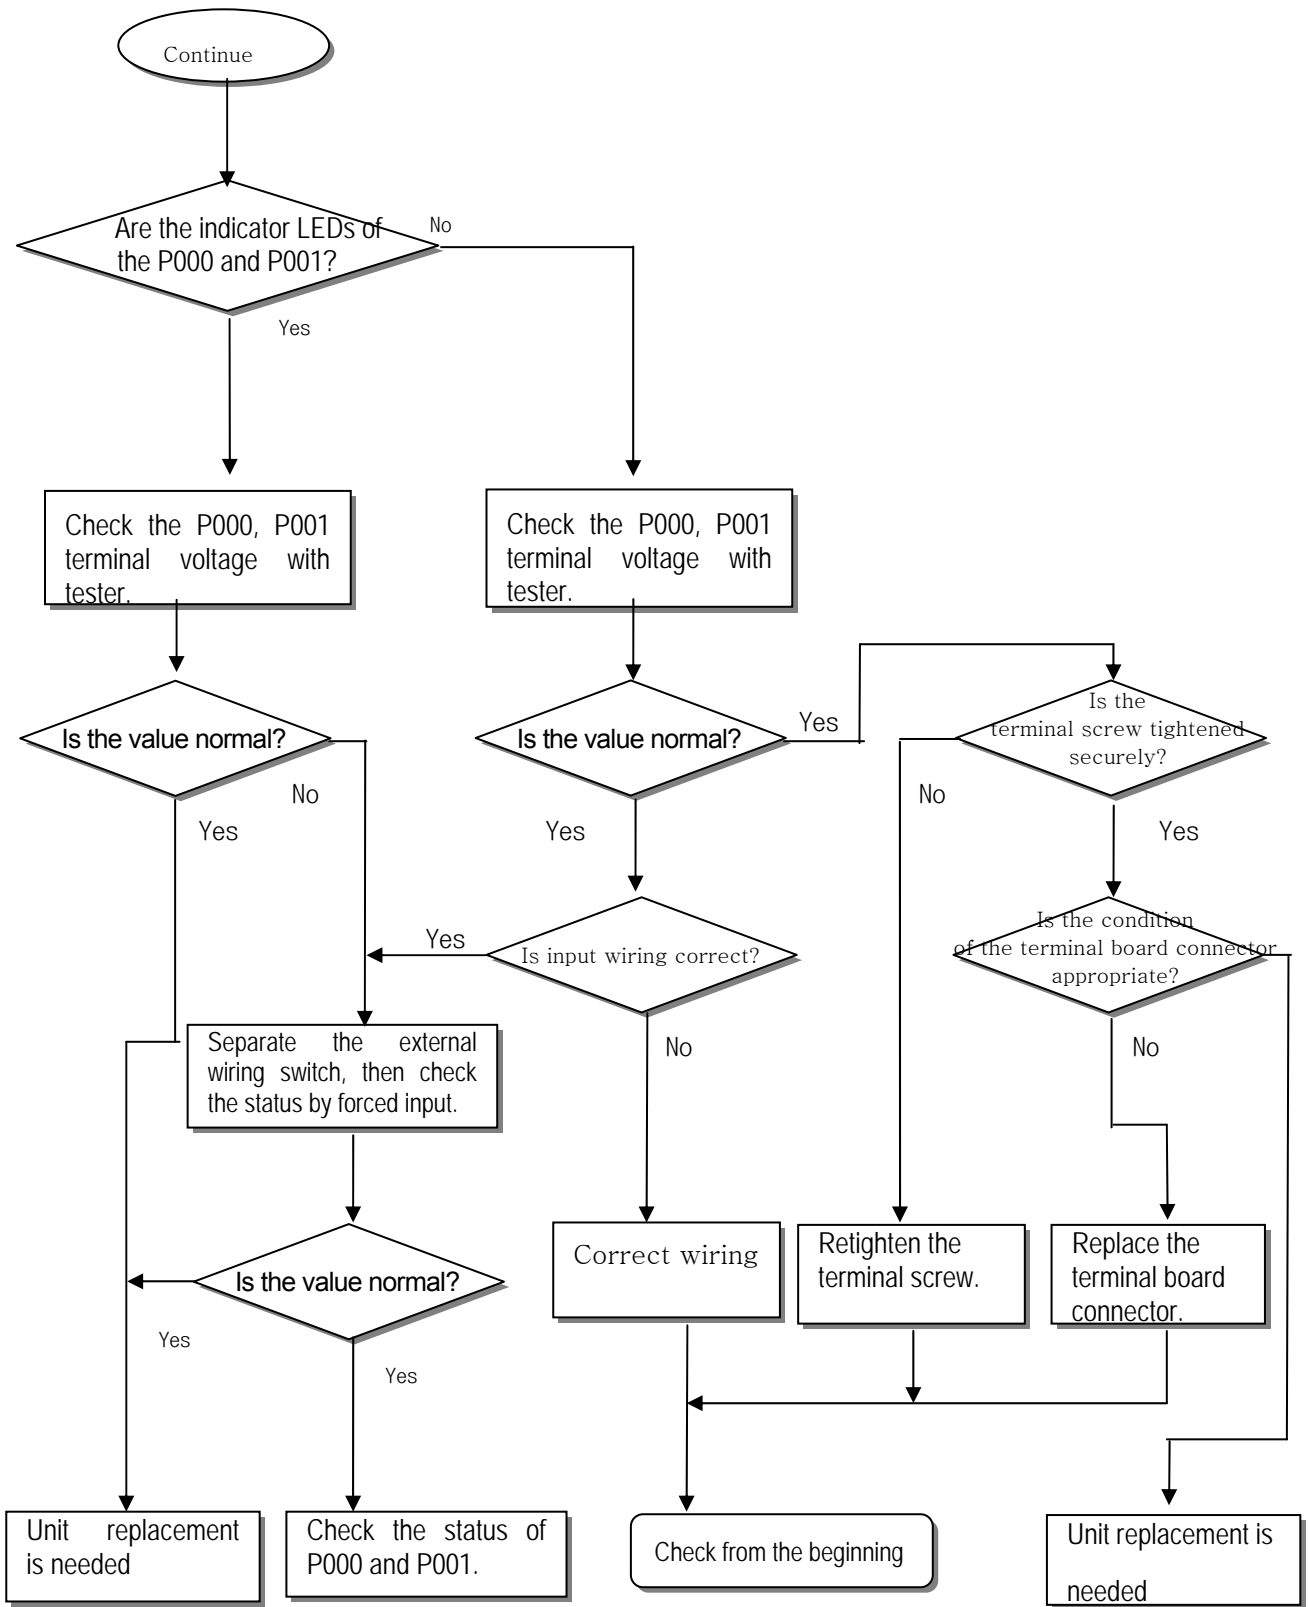 Continue
Are the indicator LEDs of
the P000 and P001?
No
Yes
Check the P000, P001
terminal voltage with
tester.
Check the P000, P001
terminal voltage with
tester.
Is the value normal?
No
Yes
Is the value normal?
Yes
Yes
Is the
terminal screw tightened
securely?
No
Yes
Is input wiring correct?
Yes
No
Is the condition
of the terminal board connector
appropriate?
No
Separate the external
wiring switch, then check
the status by forced input.
Is the value normal?
Yes
Yes
Correct wiring
Retighten the
terminal screw.
Replace the
terminal board
connector.
Unit replacement
is needed
Check the status of
P000 and P001.
Check from the beginning
Unit replacement is
needed